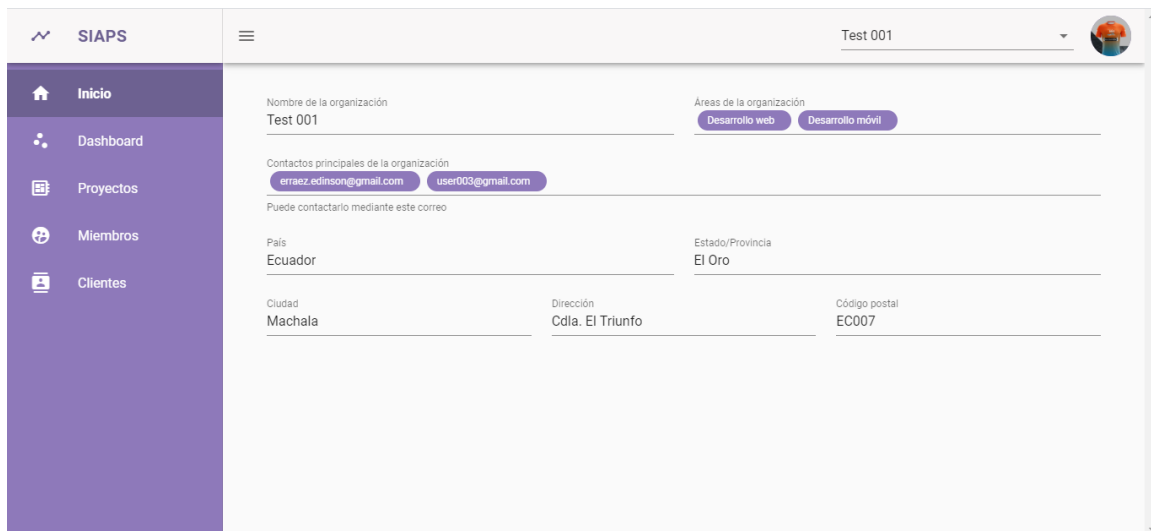 SIAPS
Test 001
Inicio
Dashboard
Proyectos
Miembros
Clientes
Nombre de la organización
Test 001
Áreas de la organización
Desarrollo web Desarrollo móvil
Contactos principales de la organización
erraez.edinson@gmail.com user003@gmail.com
Puede contactarlo mediante este correo
País
Ecuador
Estado/Provincia
El Oro
Ciudad
Machala
Dirección
Cdla. El Triunfo
Código postal
EC007